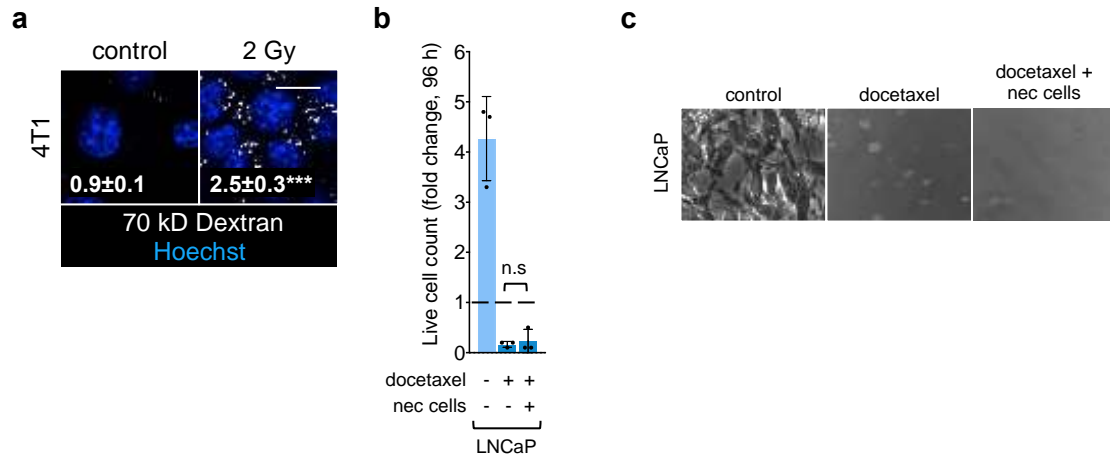 a
control
2 Gy
4T1
0.9±0.1
2.5±0.3***
70 kD Dextran
Hoechst
b
Live cell count (fold change, 96 h)
6
5
4
3
2
1
0
n.s
docetaxel - + +
nec cells - - +
LNCaP
c
control
docetaxel
docetaxel +
nec cells
LNCaP